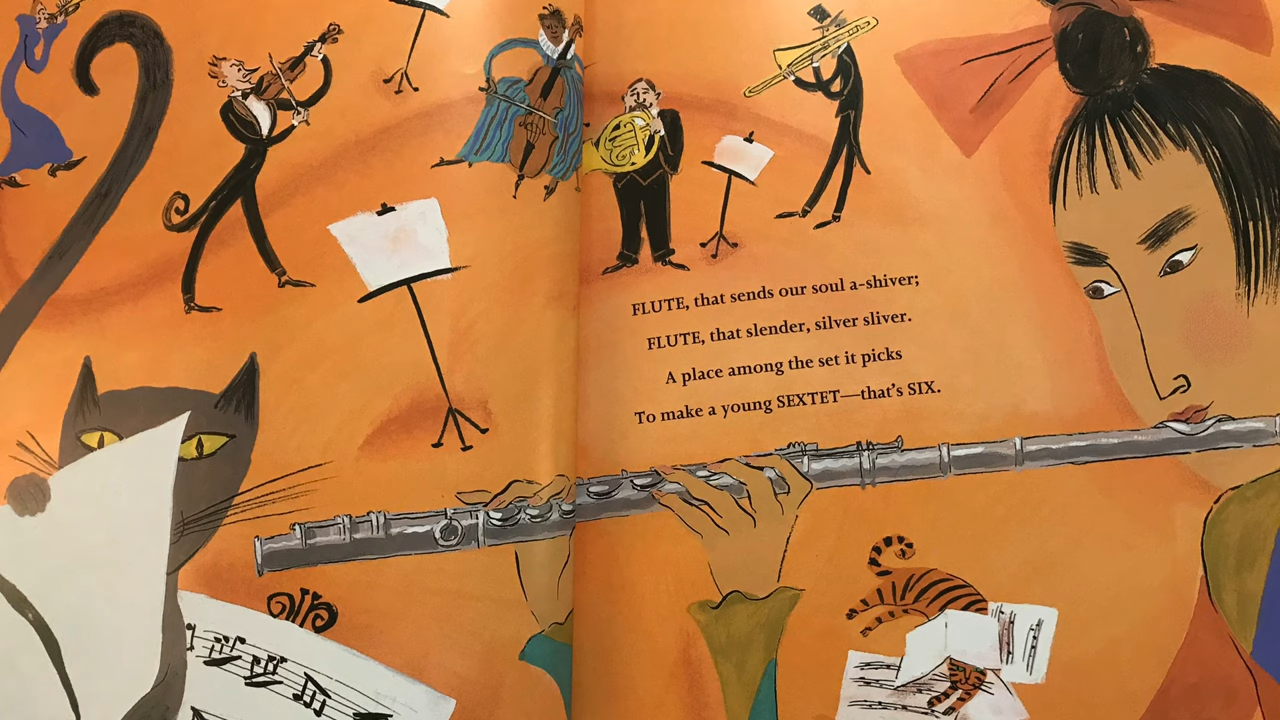 FLUTE, that sends our soul a-shiver;
FLUTE, that slender, silver sliver.
A place among the set it picks
To make a young SEXTET—that's SIX.